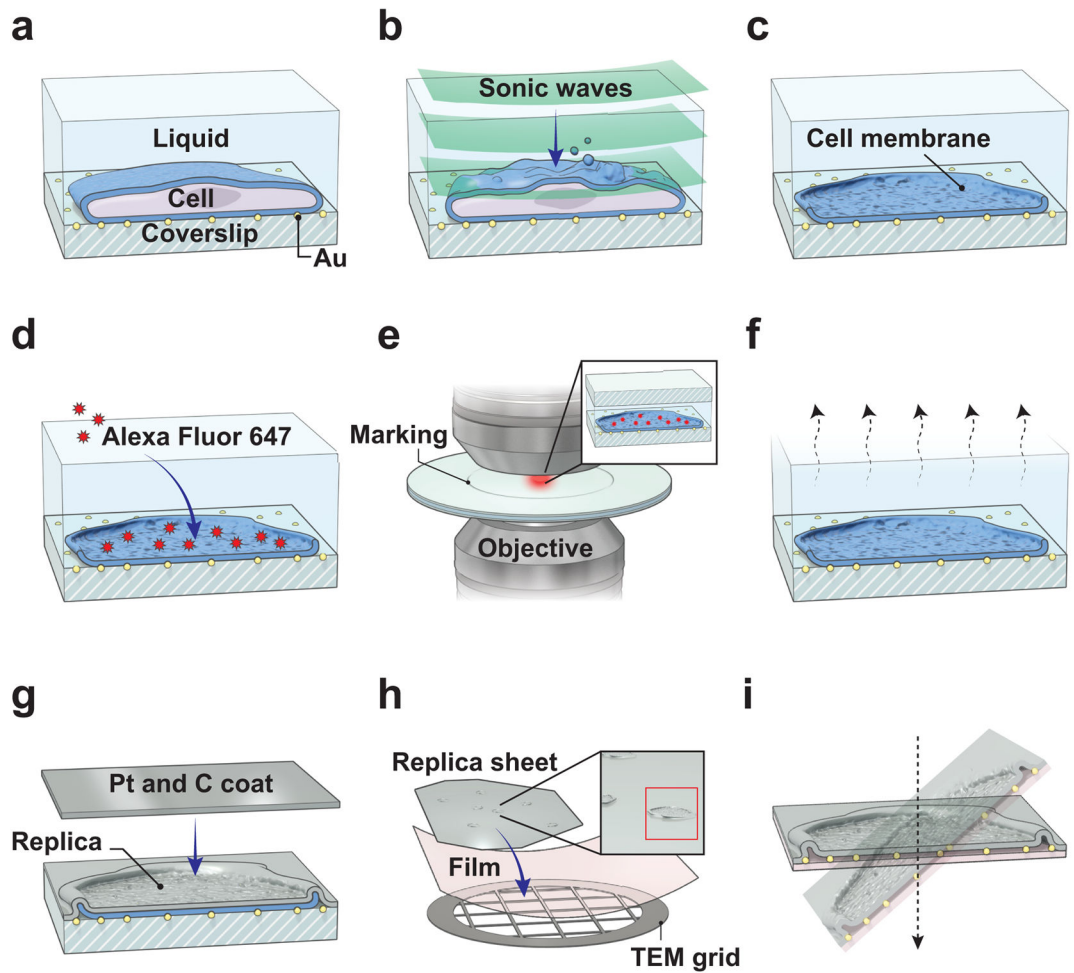 a
b
c
Sonic waves
Liquid
Cell membrane
Cell
Coverslip
Au
d
e
f
Alexa Fluor 647
Marking
Objective
g
h
i
Pt and C coat
Replica sheet
Replica
Film
TEM grid